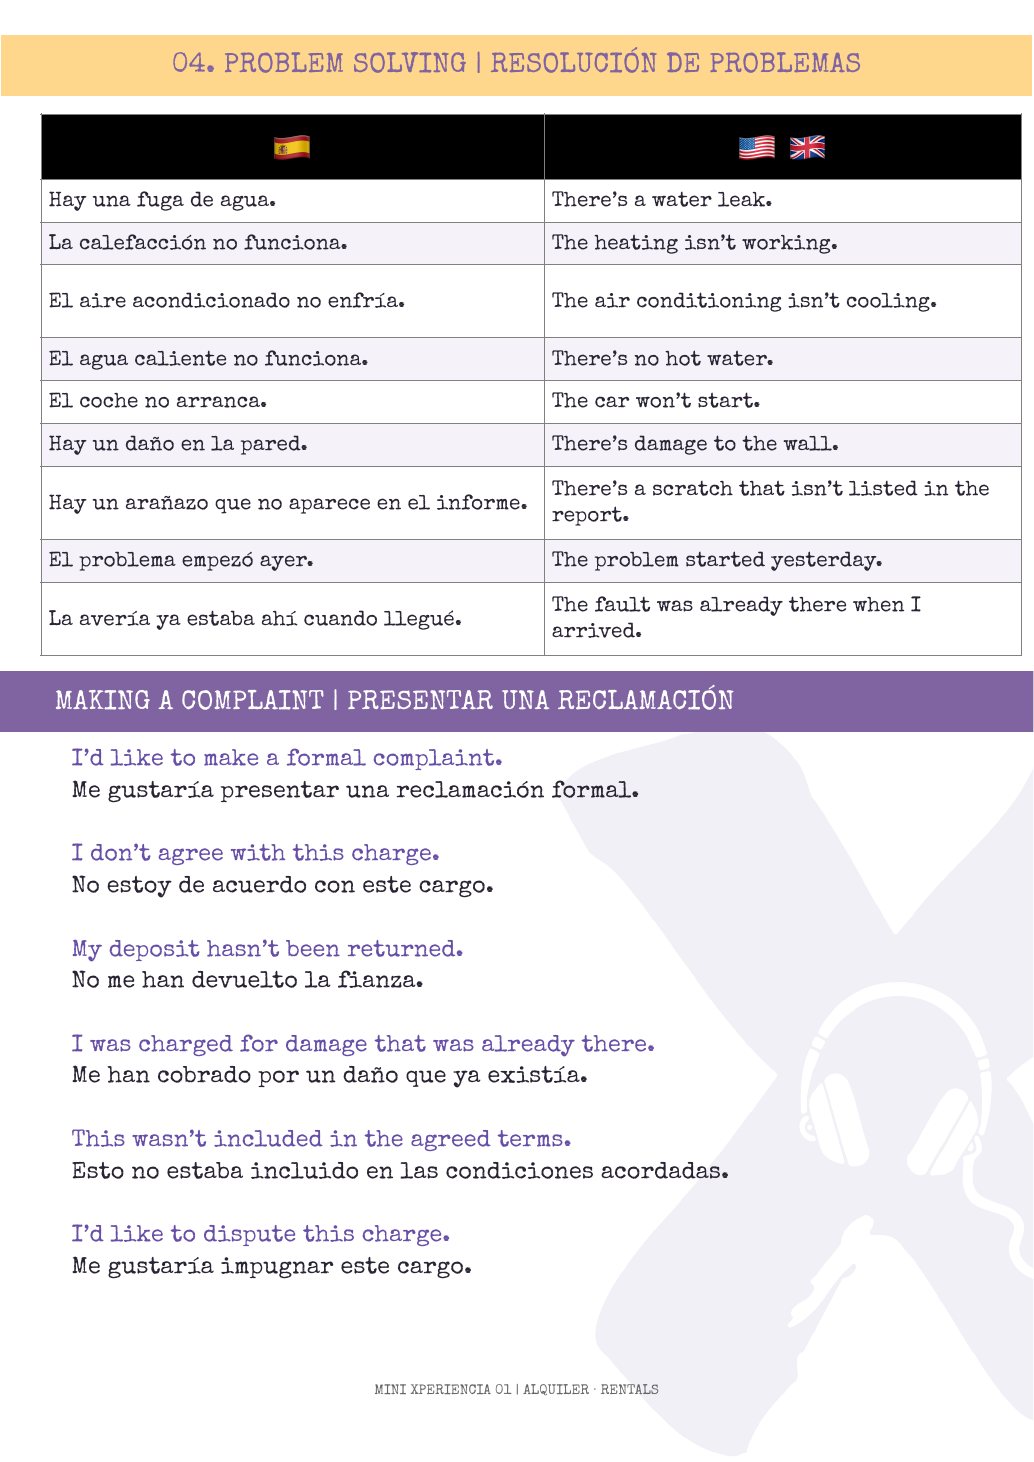 04. PROBLEM SOLVING | RESOLUCIÓN DE PROBLEMAS
Hay una fuga de agua.
There's a water leak.
La calefacción no funciona.
The heating isn't working.
El aire acondicionado no enfría.
The air conditioning isn't cooling.
El agua caliente no funciona.
There's no hot water.
El coche no arranca.
The car won't start.
Hay un daño en la pared.
There's damage to the wall.
Hay un arañazo que no aparece en el informe.
There's a scratch that isn't listed in the
report.
El problema empezó ayer.
The problem started yesterday.
La avería ya estaba ahí cuando llegué.
The fault was already there when I
arrived.
MAKING A COMPLAINT | PRESENTAR UNA RECLAMACIÓN
I'd like to make a formal complaint.
Me gustaría presentar una reclamación formal.
I don't agree with this charge.
No estoy de acuerdo con este cargo.
My deposit hasn't been returned.
No me han devuelto la fianza.
I was charged for damage that was already there.
Me han cobrado por un daño que ya existía.
This wasn't included in the agreed terms.
Esto no estaba incluido en las condiciones acordadas.
I'd like to dispute this charge.
Me gustaría impugnar este cargo.
MINI XPERIENCIA 01 | ALQUILER · RENTALS